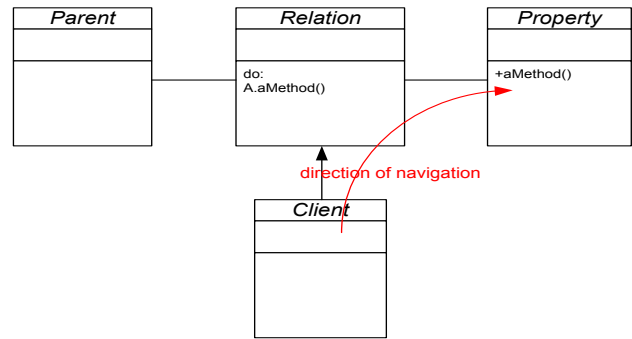 Parent
Relation
Property
do:
A.aMethod()
+aMethod()
direction of navigation
Client